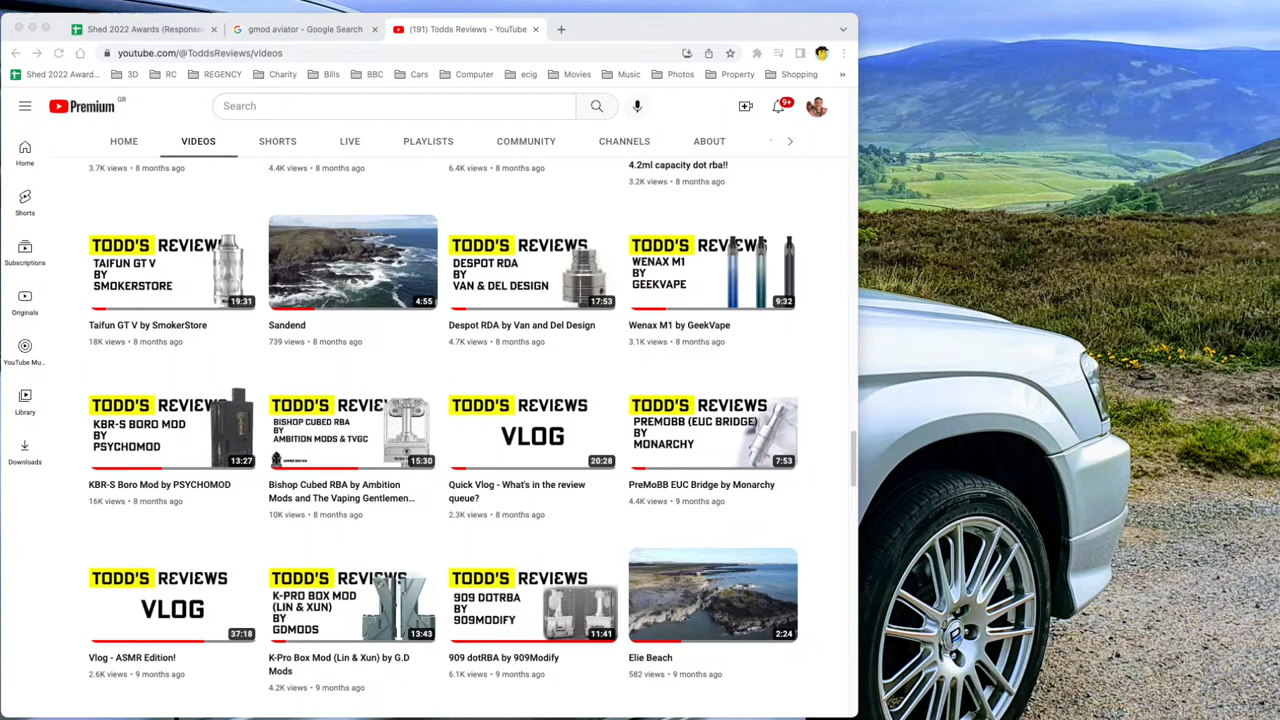 Shed 2022 Awards (Response
gmod aviator - Google Search
(191) Todds Reviews - YouTube
youtube.com/@ToddsReviews/videos
Shed 2022 Award...
3D
RC
REGENCY
Charity
Bills
BBC
Cars
Computer
ecig
Movies
Music
Photos
Property
Shopping
»
Premium GB
Search
9+
HOME
VIDEOS
SHORTS
LIVE
PLAYLISTS
COMMUNITY
CHANNELS
ABOUT
Home
Shorts
Subscriptions
Originals
YouTube Mu...
Library
Downloads
3.7K views • 8 months ago
4.4K views • 8 months ago
6.4K views • 8 months ago
4.2ml capacity dot rba!!
3.2K views • 8 months ago
TODD'S REVIEWS
TAIFUN GT V
BY
SMOKERSTORE
19:31
Taifun GT V by SmokerStore
18K views • 8 months ago
4:55
Sandend
739 views • 8 months ago
TODD'S REVIEWS
DESPOT RDA
BY
VAN & DEL DESIGN
17:53
Despot RDA by Van and Del Design
4.7K views • 8 months ago
TODD'S REVIEWS
WENAX M1
BY
GEEKVAPE
9:32
Wenax M1 by GeekVape
3.1K views • 8 months ago
TODD'S REVIEWS
KBR-S BORO MOD
BY
PSYCHOMOD
13:27
KBR-S Boro Mod by PSYCHOMOD
16K views • 8 months ago
TODD'S REVIEWS
BISHOP CUBED RBA
BY
AMBITION MODS & TVGC
15:30
Bishop Cubed RBA by Ambition
Mods and The Vaping Gentlemen...
10K views • 8 months ago
TODD'S REVIEWS
VLOG
20:28
Quick Vlog - What's in the review
queue?
2.3K views • 8 months ago
TODD'S REVIEWS
PREMOBB (EUC BRIDGE)
BY
MONARCHY
7:53
PreMoBB EUC Bridge by Monarchy
4.4K views • 9 months ago
TODD'S REVIEWS
VLOG
37:18
Vlog - ASMR Edition!
2.6K views • 9 months ago
TODD'S REVIEWS
K-PRO BOX MOD
(LIN & XUN)
BY
GDMODS
13:43
K-Pro Box Mod (Lin & Xun) by G.D
Mods
4.2K views • 9 months ago
TODD'S REVIEWS
909 DOTRBA
BY
909MODIFY
11:41
909 dotRBA by 909Modify
6.1K views • 9 months ago
2:24
Elie Beach
582 views • 9 months ago